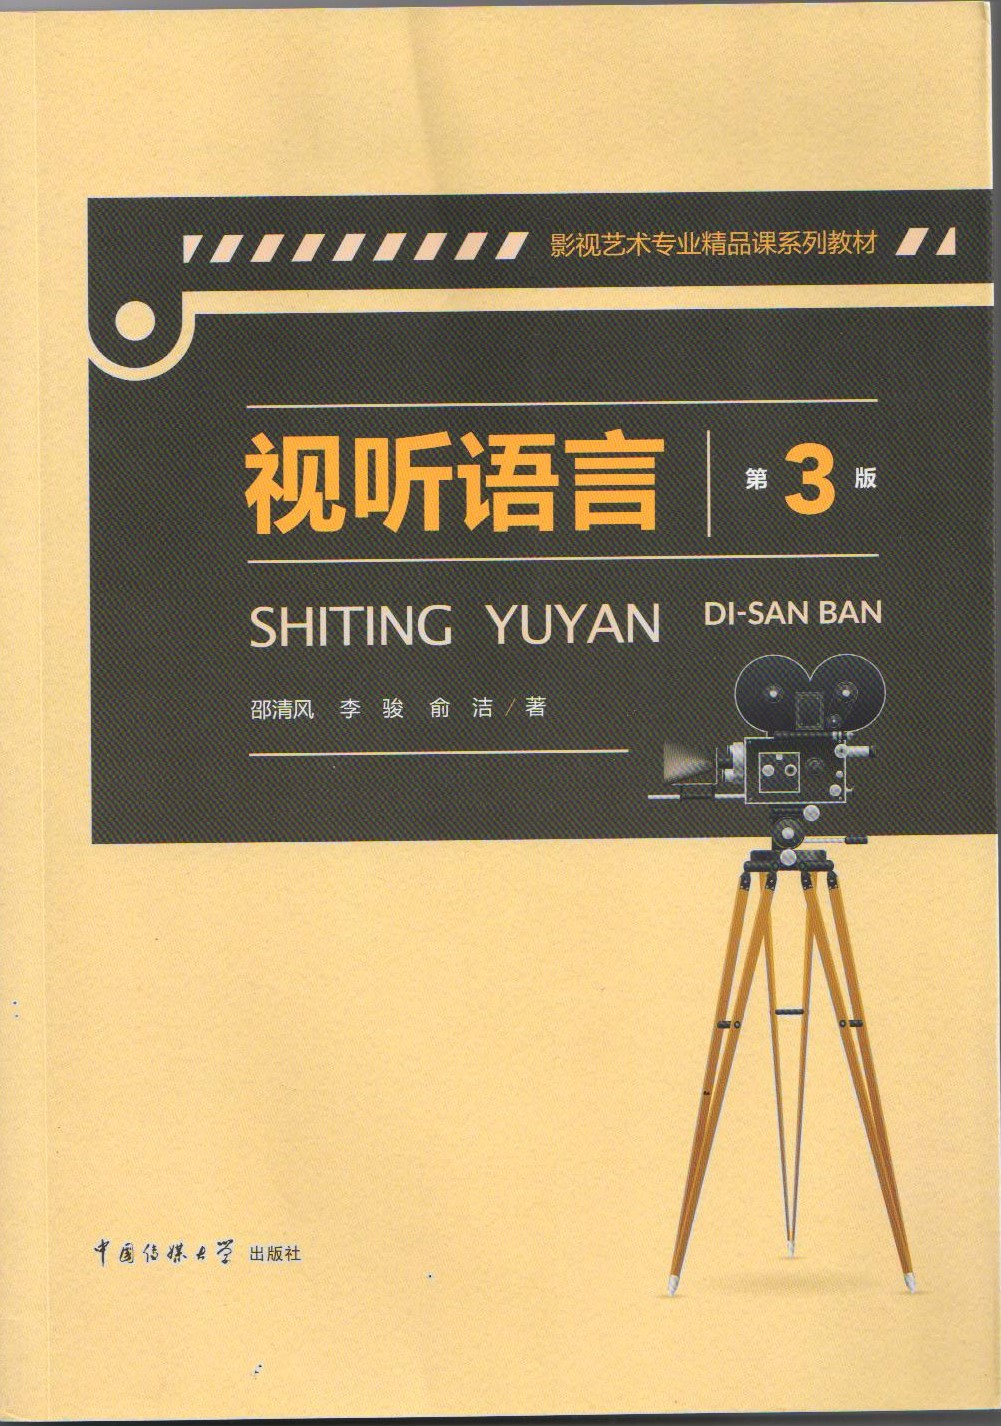 影视艺术专业精品课系列教材
视听语言 第 3 版
SHITING YUYAN DI-SAN BAN
邵清风 李 骏 俞 洁 / 著
中国传媒大学 出版社